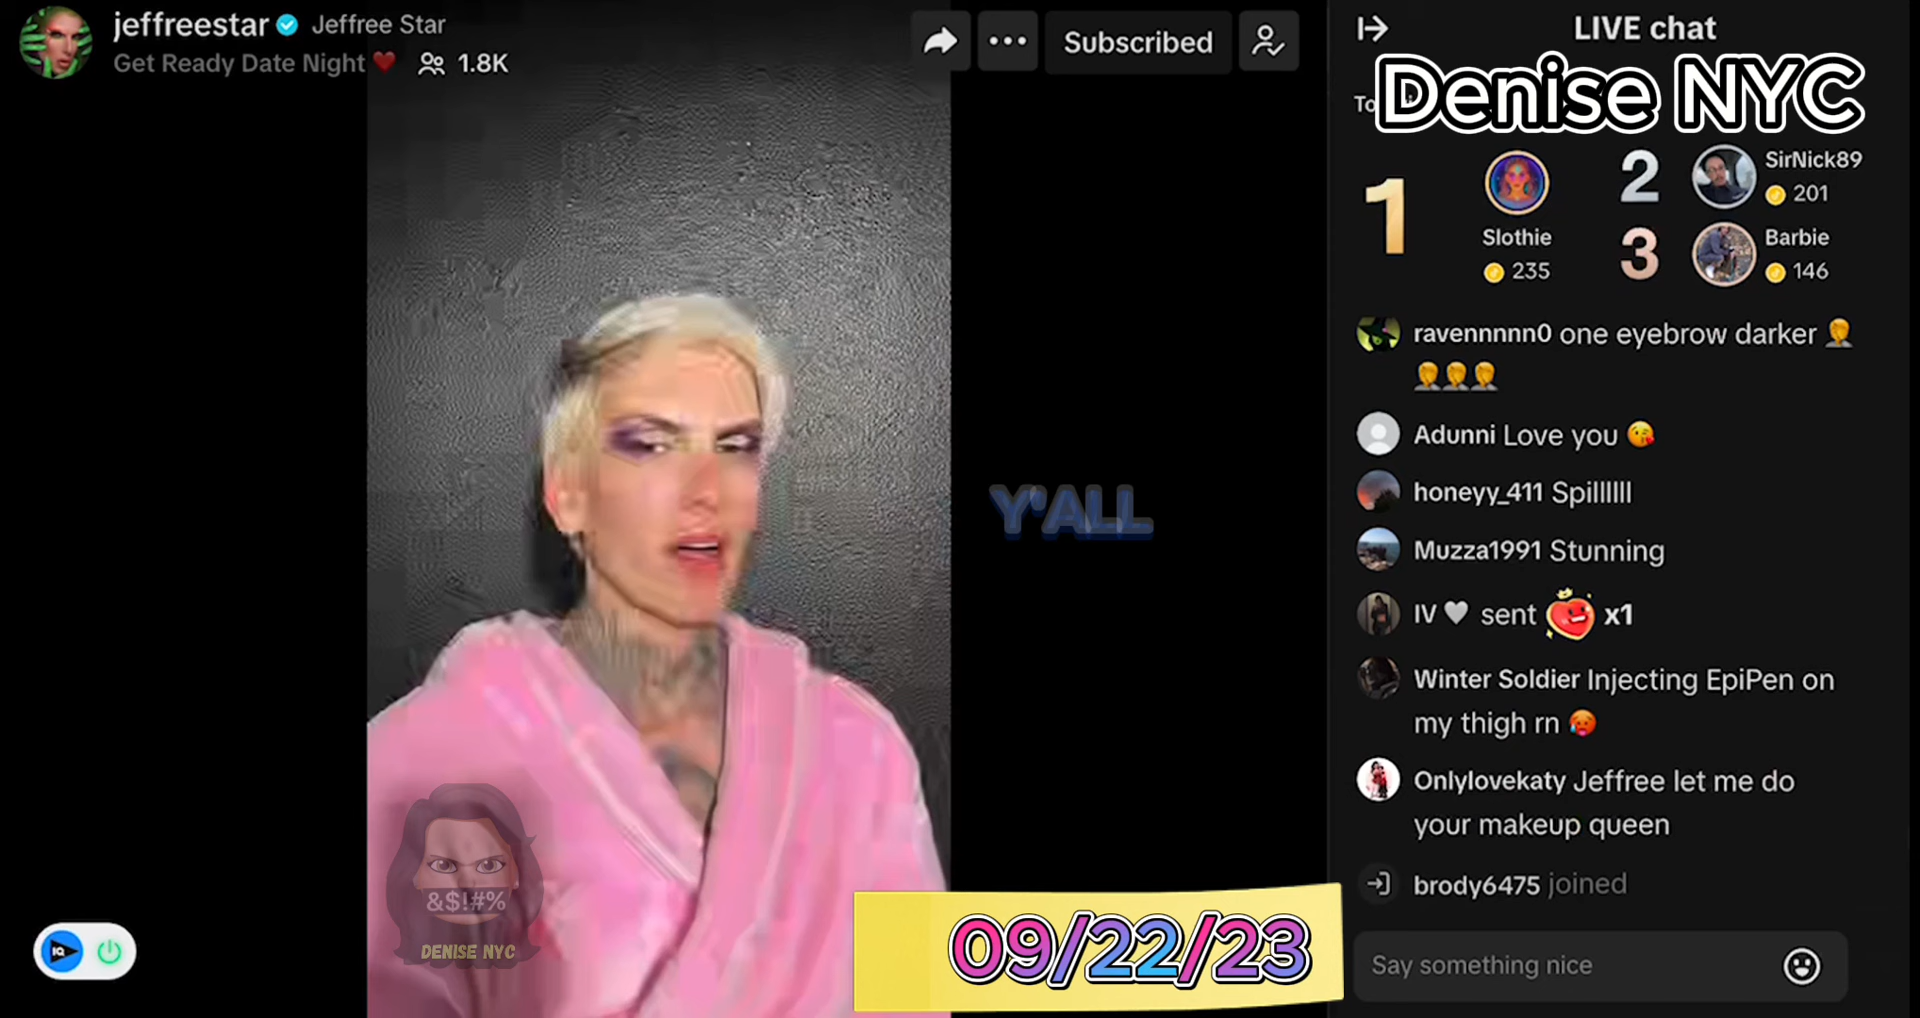 jeffreestar Jeffree Star
Get Ready Date Night ❤️ 1.8K
Subscribed
LIVE chat
Denise NYC
1
Slothie
235
2
SirNick89
201
3
Barbie
146
ravennnnn0 one eyebrow darker 🤦
🤦🤦🤦
Adunni Love you 😘
honeyy_411 Spillllll
Muzza1991 Stunning
IV🤍 sent x1
Winter Soldier Injecting EpiPen on
my thigh rn 🥵
Onlylovekaty Jeffree let me do
your makeup queen
brody6475 joined
Say something nice
Y'ALL
&$!#%
DENISE NYC
IQ
09/22/23